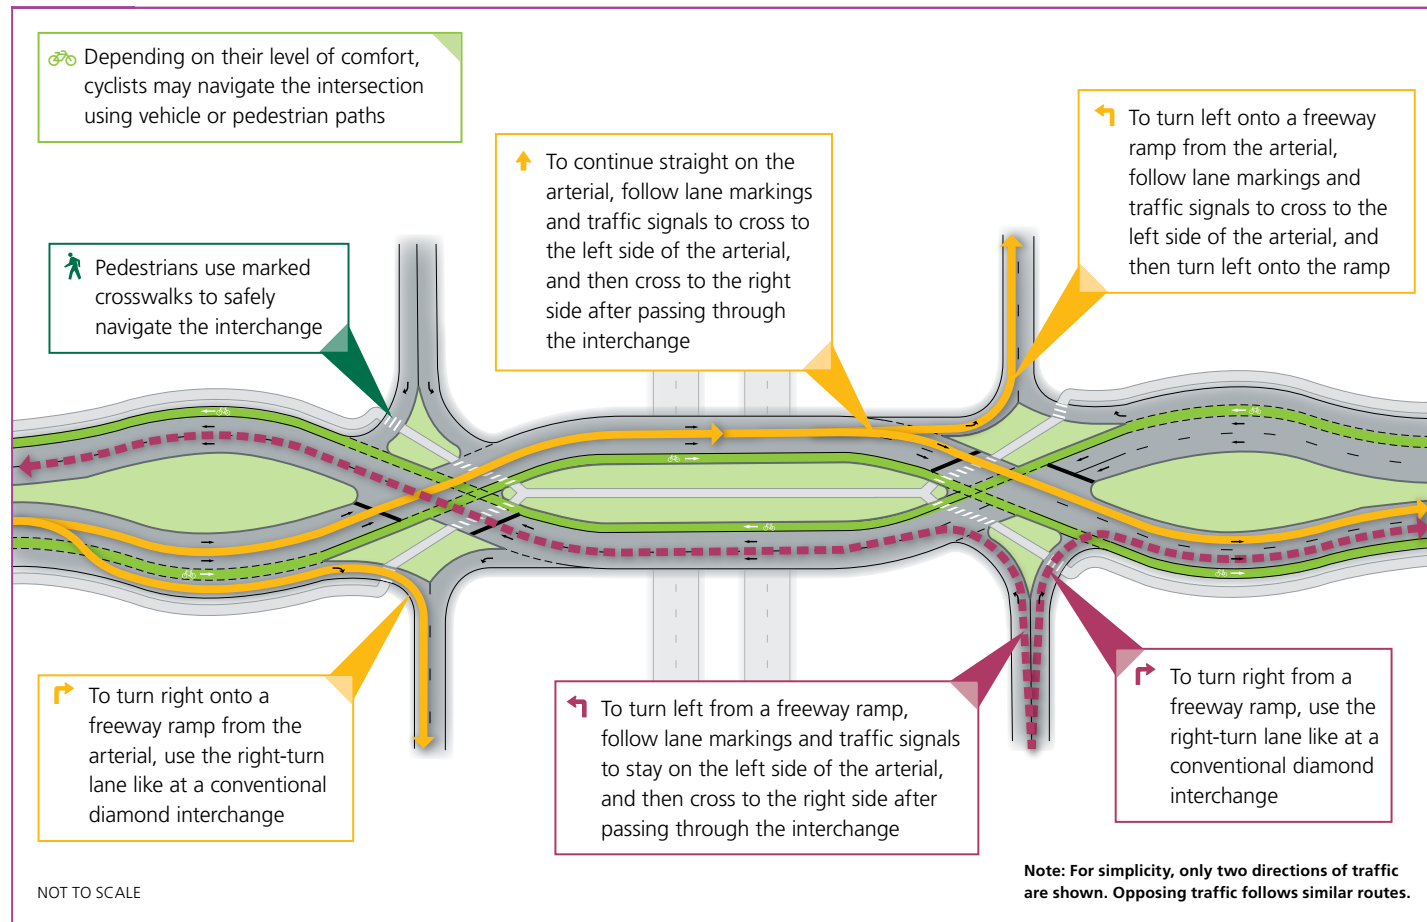 Depending on their level of comfort,
cyclists may navigate the intersection
using vehicle or pedestrian paths
To turn left onto a freeway
ramp from the arterial,
follow lane markings and
traffic signals to cross to the
left side of the arterial, and
then turn left onto the ramp
To continue straight on the
arterial, follow lane markings
and traffic signals to cross to
the left side of the arterial,
and then cross to the right
side after passing through
the interchange
Pedestrians use marked
crosswalks to safely
navigate the interchange
To turn right onto a
freeway ramp from the
arterial, use the right-turn
lane like at a conventional
diamond interchange
To turn left from a freeway ramp,
follow lane markings and traffic signals
to stay on the left side of the arterial,
and then cross to the right side after
passing through the interchange
To turn right from a
freeway ramp, use the
right-turn lane like at a
conventional diamond
interchange
NOT TO SCALE
Note: For simplicity, only two directions of traffic
are shown. Opposing traffic follows similar routes.